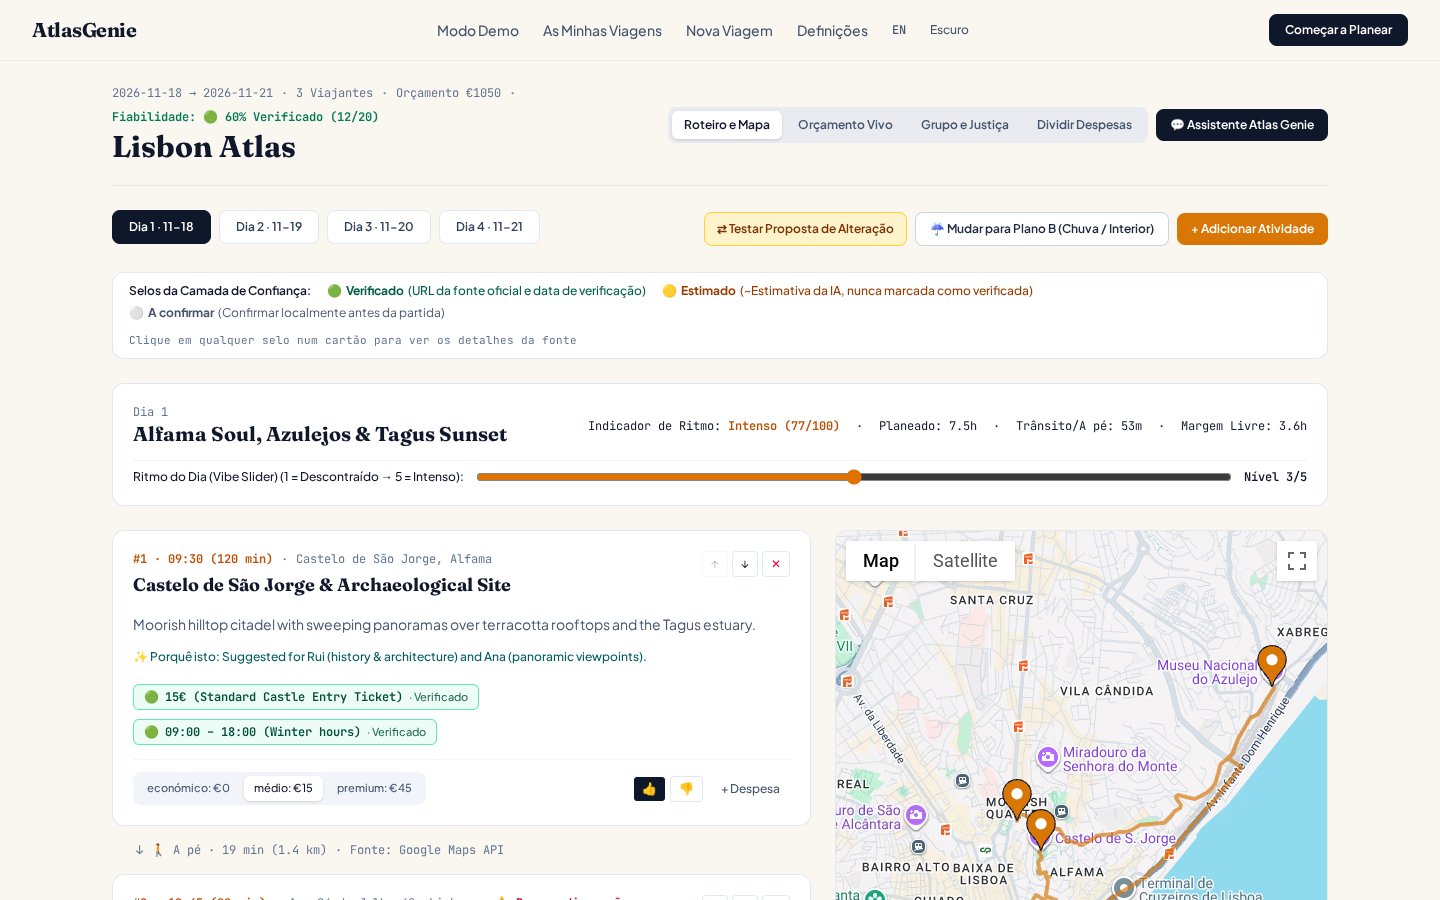 AtlasGenie
Modo Demo As Minhas Viagens Nova Viagem Definições EN Escuro
Começar a Planear
2026-11-18 → 2026-11-21 · 3 Viajantes · Orçamento €1050 ·
Fiabilidade: 🟢 60% Verificado (12/20)
Lisbon Atlas
Roteiro e Mapa Orçamento Vivo Grupo e Justiça Dividir Despesas
💬 Assistente Atlas Genie
Dia 1 · 11-18 Dia 2 · 11-19 Dia 3 · 11-20 Dia 4 · 11-21
⇄ Testar Proposta de Alteração
☔ Mudar para Plano B (Chuva / Interior)
+ Adicionar Atividade
Selos da Camada de Confiança: 🟢 Verificado (URL da fonte oficial e data de verificação) 🟡 Estimado (~Estimativa da IA, nunca marcada como verificada)
⚪ A confirmar (Confirmar localmente antes da partida)
Clique em qualquer selo num cartão para ver os detalhes da fonte
Dia 1
Alfama Soul, Azulejos & Tagus Sunset
Indicador de Ritmo: Intenso (77/100) · Planeado: 7.5h · Trânsito/A pé: 53m · Margem Livre: 3.6h
Ritmo do Dia (Vibe Slider) (1 = Descontraído → 5 = Intenso):
Nível 3/5
#1 · 09:30 (120 min) · Castelo de São Jorge, Alfama
↑ ↓ ✕
Castelo de São Jorge & Archaeological Site
Moorish hilltop citadel with sweeping panoramas over terracotta rooftops and the Tagus estuary.
✨ Porquê isto: Suggested for Rui (history & architecture) and Ana (panoramic viewpoints).
🟢 15€ (Standard Castle Entry Ticket) · Verificado
🟢 09:00 – 18:00 (Winter hours) · Verificado
económico: €0 médio: €15 premium: €45
👍 👎 + Despesa
↓ 🚶 A pé · 19 min (1.4 km) · Fonte: Google Maps API
Map Satellite
SANTA CRUZ
XABREG
VII
Museu Nacional
do Azulejo
VILA CÂNDIDA
Av. da Liberdade
Av. Infante Dom Henrique
Miradouro da
Senhora do Monte
REAL
uro de São
e Alcântara
Castelo de S. Jorge
BAIRRO ALTO
BAIXA DE
LISBOA
ALFAMA
Terminal de
Cruzeiros de Lisboa